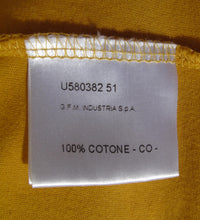 U580382 51
G.F.M. INDUSTRIA S.p.A.
100% COTONE - CO -